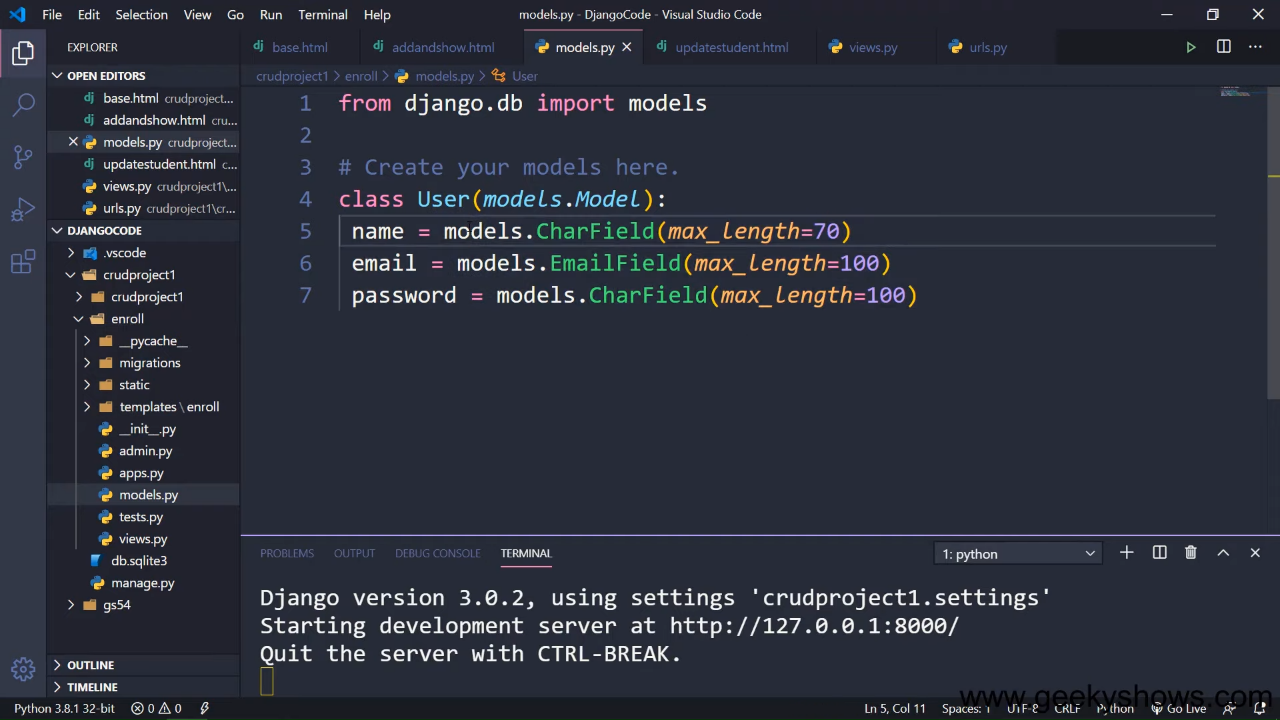 File Edit Selection View Go Run Terminal Help models.py - DjangoCode - Visual Studio Code
EXPLORER
OPEN EDITORS
base.html crudproject...
addandshow.html cru...
models.py crudproject...
updatestudent.html
views.py crudproject1\...
urls.py crudproject1\cr...
DJANGOCODE
.vscode
crudproject1
crudproject1
enroll
__pycache__
migrations
static
templates \ enroll
__init__.py
admin.py
apps.py
models.py
tests.py
views.py
db.sqlite3
manage.py
gs54
OUTLINE
TIMELINE
base.html addandshow.html models.py updatestudent.html views.py urls.py
crudproject1 > enroll > models.py > User
1 from django.db import models
2
3 # Create your models here.
4 class User(models.Model):
5 name = models.CharField(max_length=70)
6 email = models.EmailField(max_length=100)
7 password = models.CharField(max_length=100)
PROBLEMS OUTPUT DEBUG CONSOLE TERMINAL 1: python
Django version 3.0.2, using settings 'crudproject1.settings'
Starting development server at http://127.0.0.1:8000/
Quit the server with CTRL-BREAK.
www.geekyshows.com
Python 3.8.1 32-bit 0 0 Ln 5, Col 11 Spaces: 1 UTF-8 CRLF Python Go Live